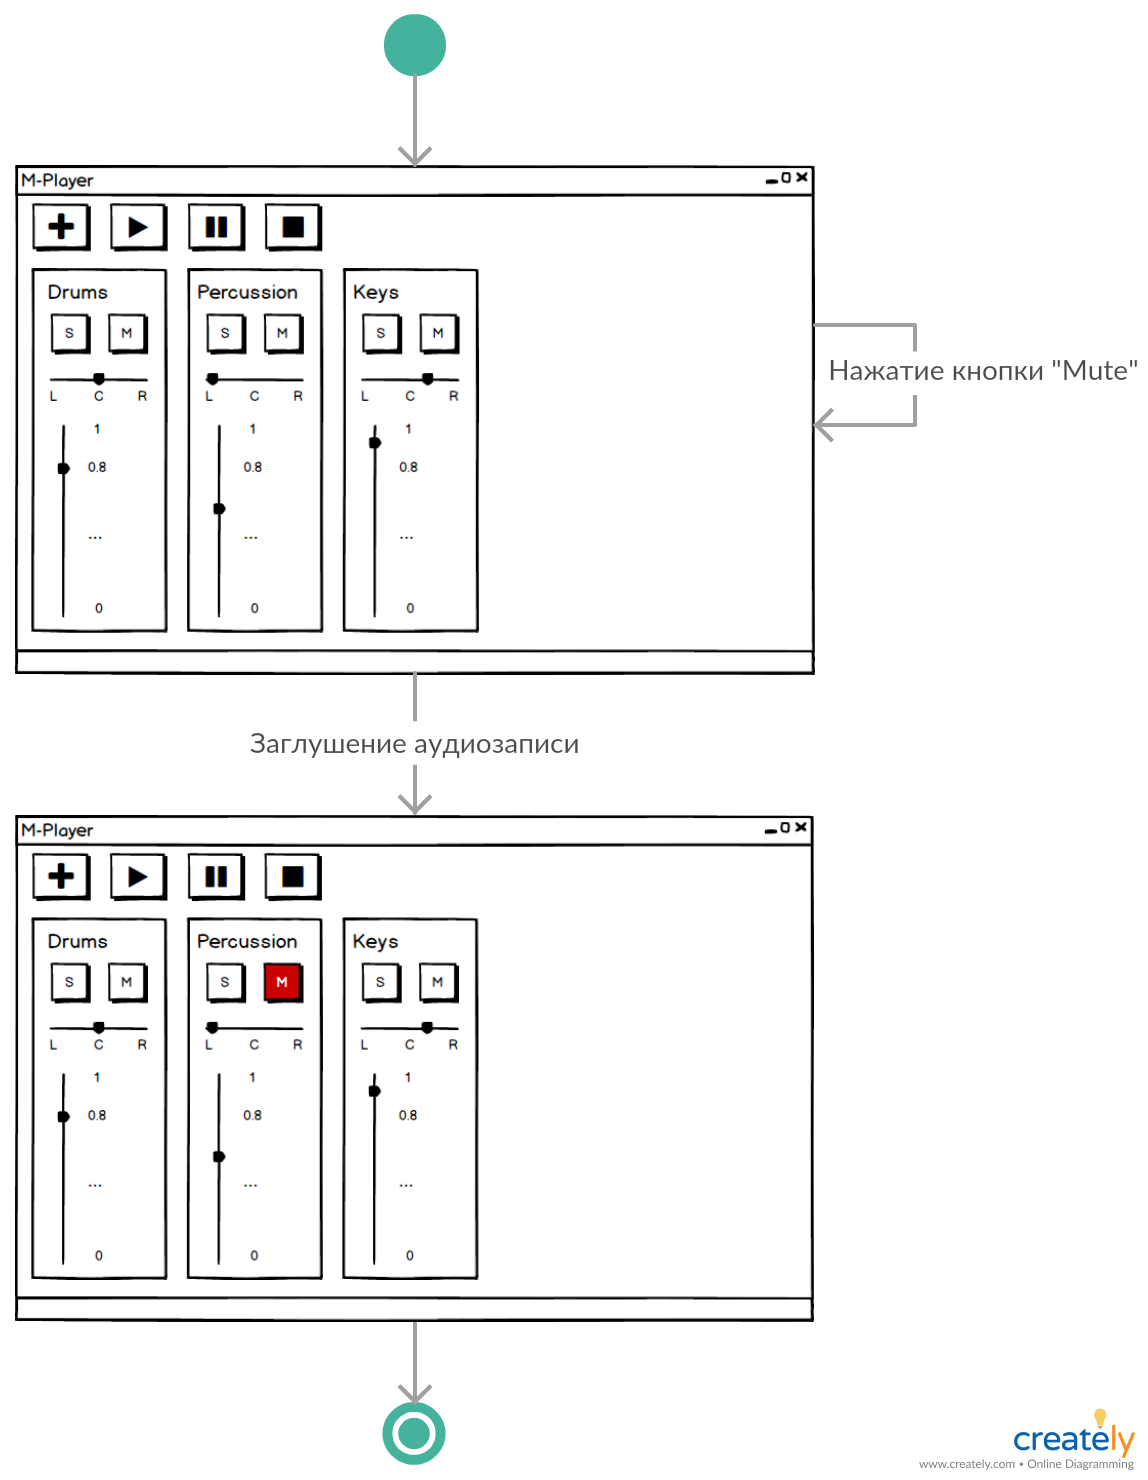 M-Player
Drums Percussion Keys
S M S M S M
L C R L C R L C R
1 1 1
0.8 0.8 0.8
... ... ...
0 0 0
Нажатие кнопки "Mute"
Заглушение аудиозаписи
M-Player
Drums Percussion Keys
S M S M S M
L C R L C R L C R
1 1 1
0.8 0.8 0.8
... ... ...
0 0 0
creately
www.creately.com • Online Diagramming